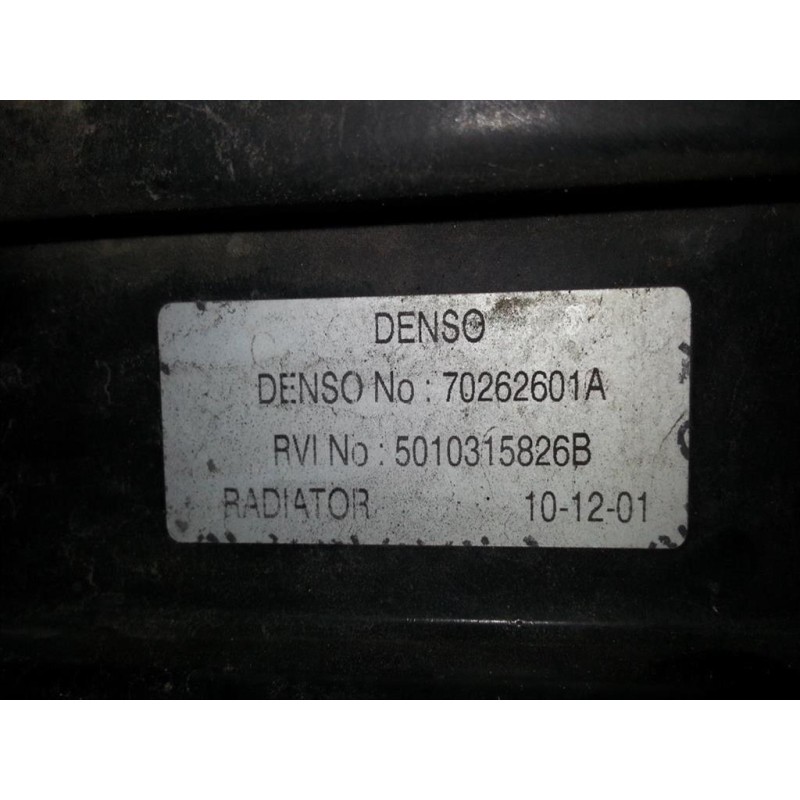 DENSO
DENSO No : 70262601A
RVI No : 5010315826B
RADIATOR 10-12-01